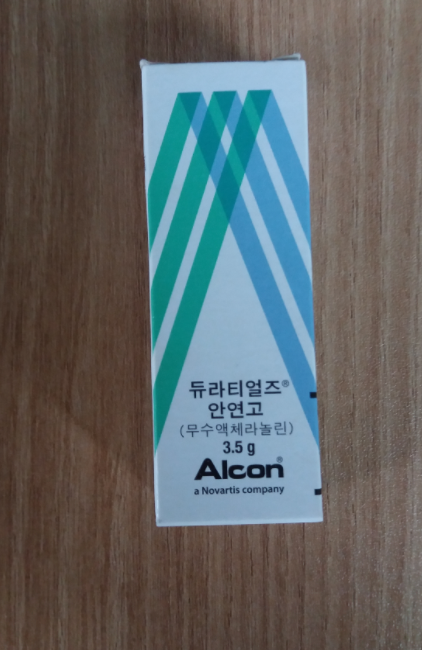 듀라티얼즈®
안연고
(무수액체라놀린)
3.5 g
Alcon®
a Novartis company